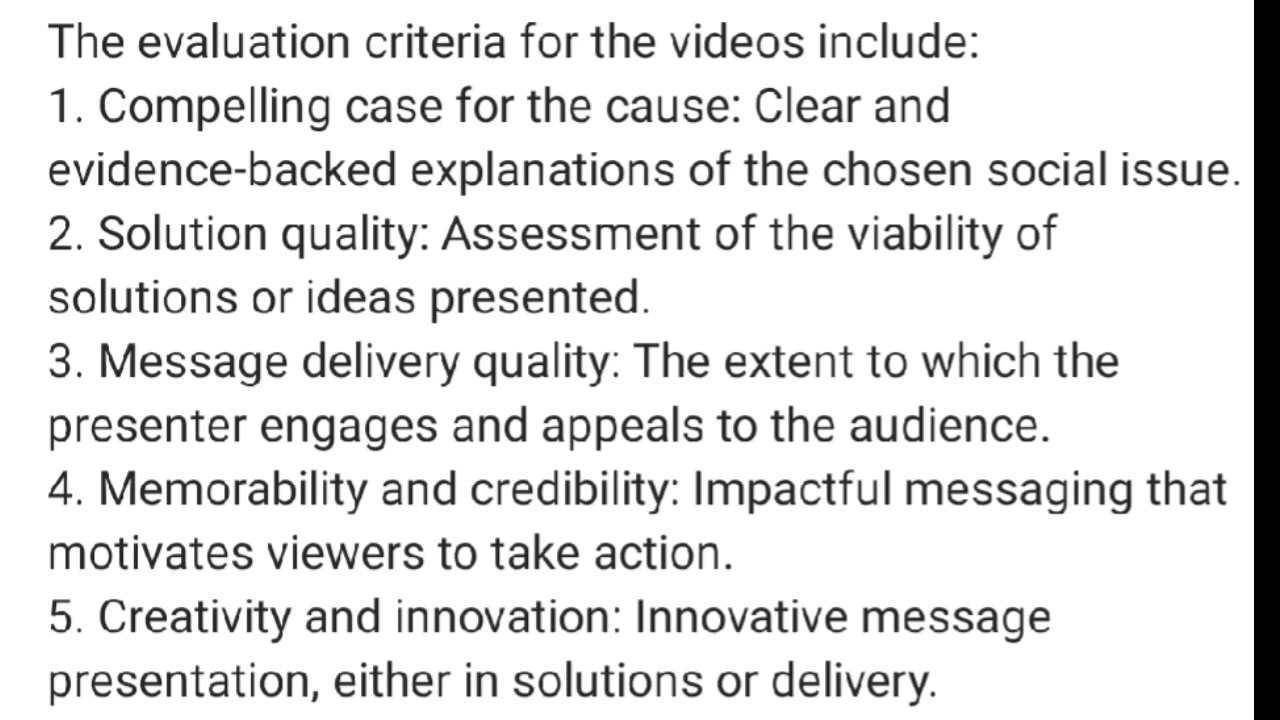 The evaluation criteria for the videos include:
1. Compelling case for the cause: Clear and
evidence-backed explanations of the chosen social issue.
2. Solution quality: Assessment of the viability of
solutions or ideas presented.
3. Message delivery quality: The extent to which the
presenter engages and appeals to the audience.
4. Memorability and credibility: Impactful messaging that
motivates viewers to take action.
5. Creativity and innovation: Innovative message
presentation, either in solutions or delivery.